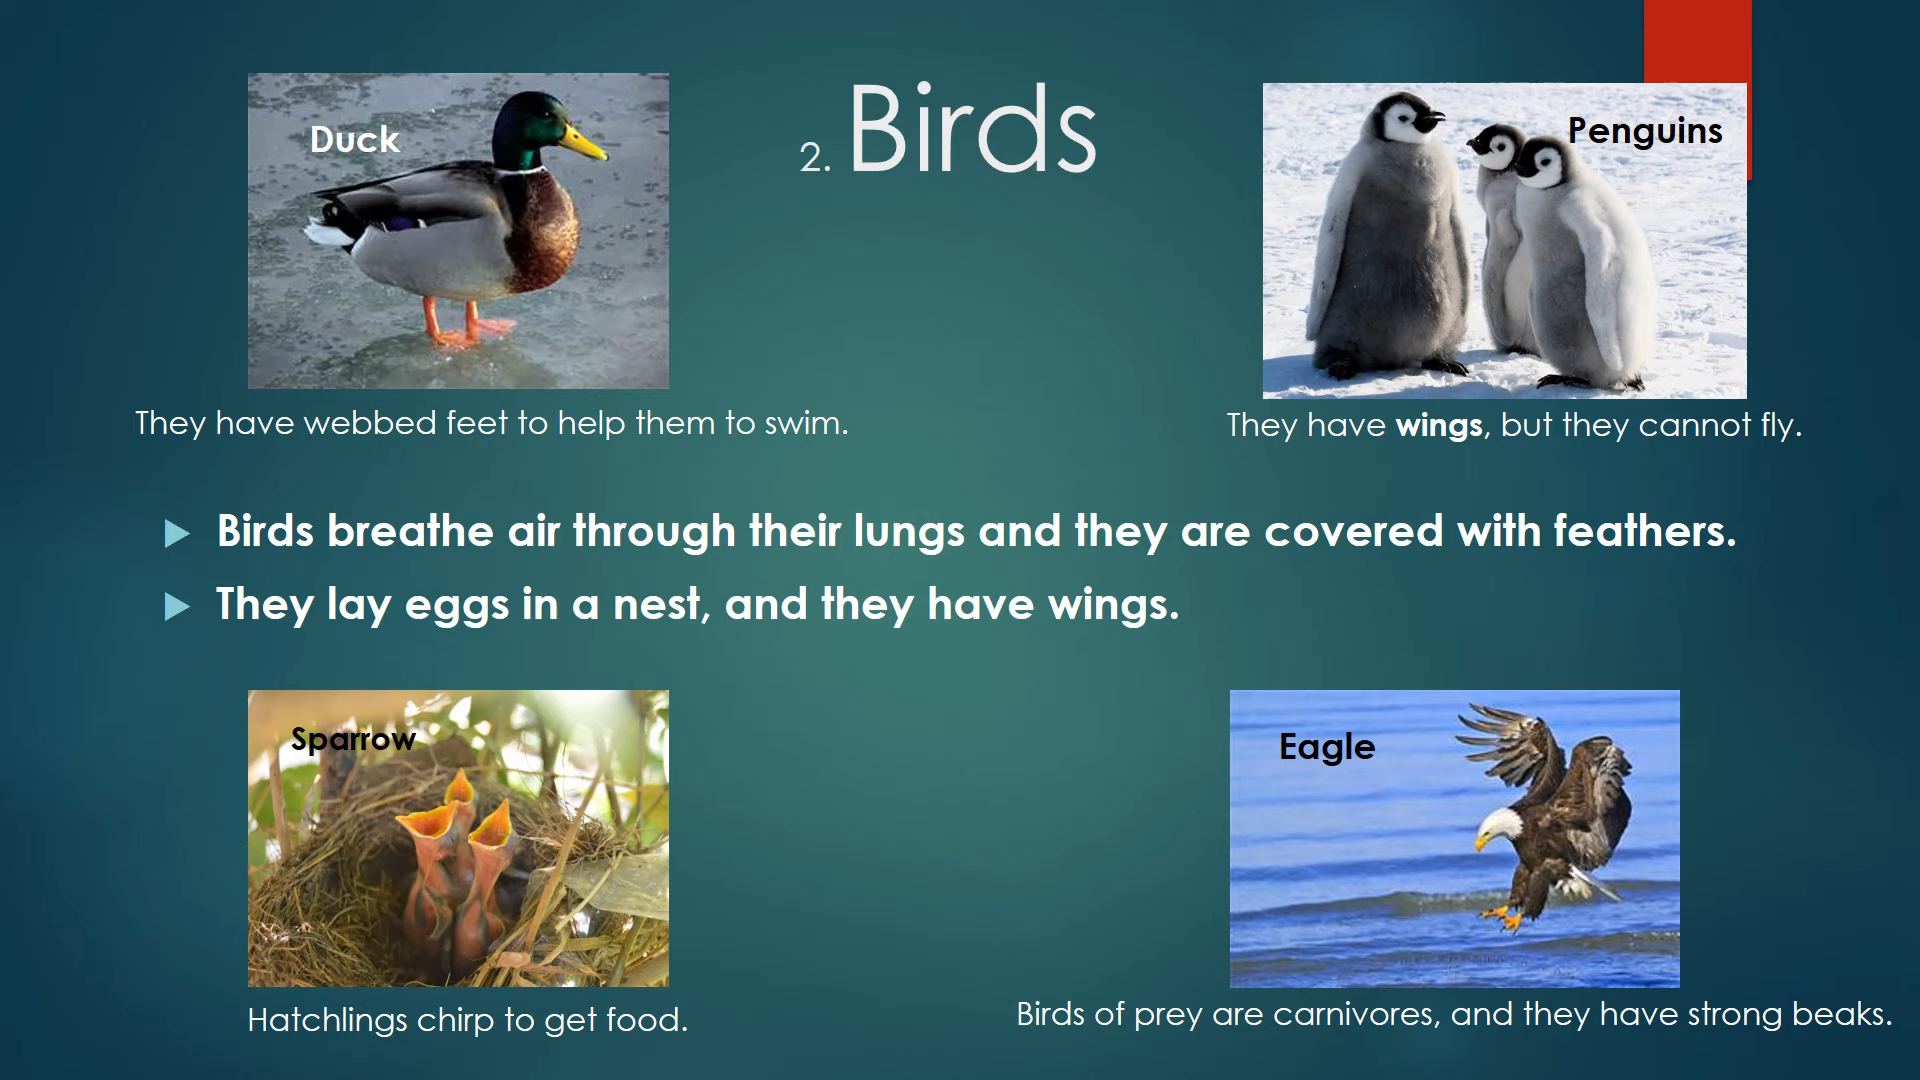 2. Birds
Duck
They have webbed feet to help them to swim.
Penguins
They have wings, but they cannot fly.
Birds breathe air through their lungs and they are covered with feathers.
They lay eggs in a nest, and they have wings.
Sparrow
Hatchlings chirp to get food.
Eagle
Birds of prey are carnivores, and they have strong beaks.